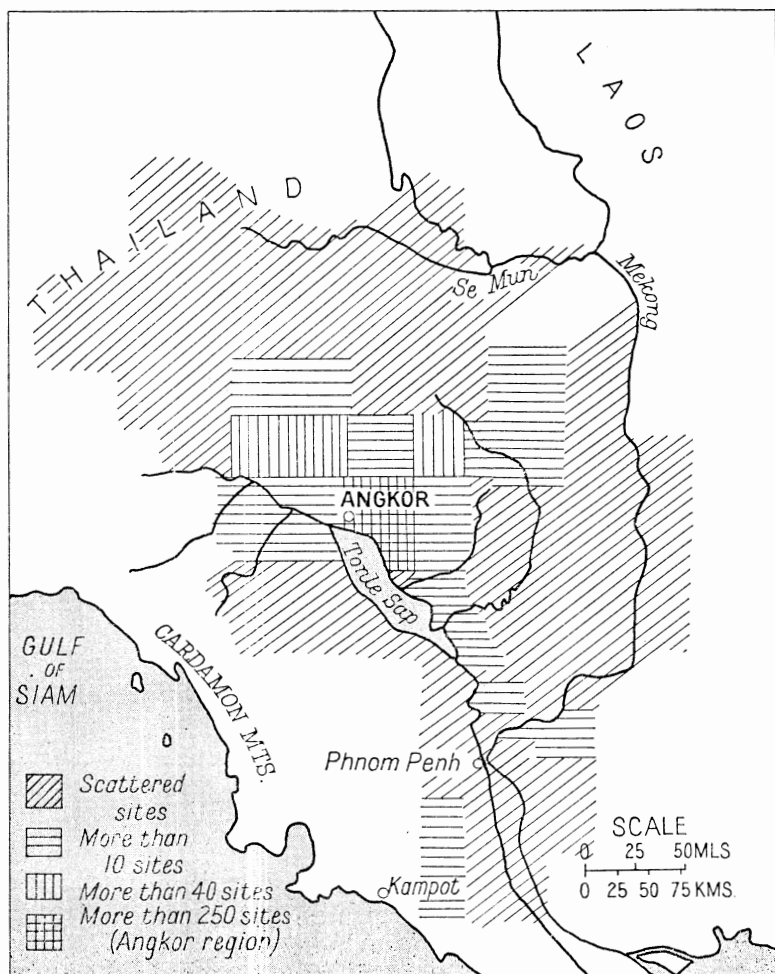 LAOS
THAILAND
Se Mun
Mekong
ANGKOR
Tonle Sap
GULF
OF
SIAM
CARDAMON MTS.
Phnom Penh
Kampot
Scattered
sites
More than
10 sites
More than 40 sites
More than 250 sites
(Angkor region)
SCALE
0 25 50 MLS
0 25 50 75 KMS.